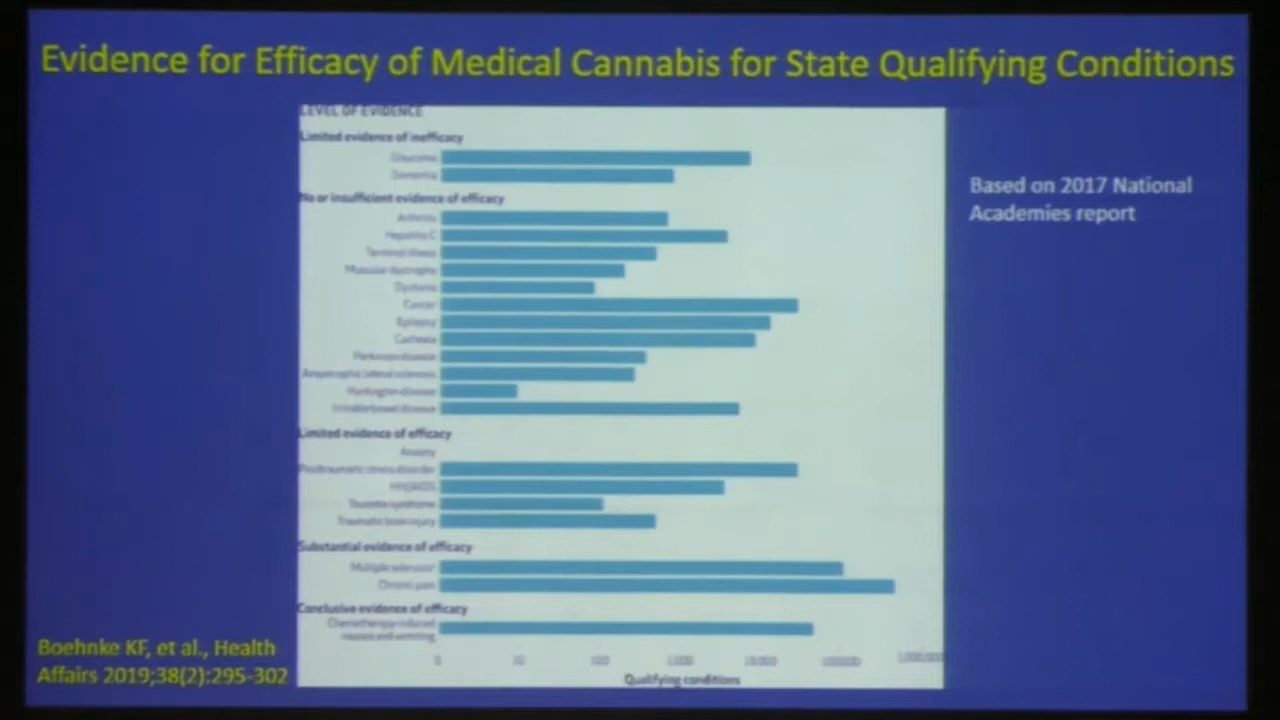 Evidence for Efficacy of Medical Cannabis for State Qualifying Conditions
LEVEL OF EVIDENCE
Limited evidence of inefficacy
Glaucoma
Dementia
No or insufficient evidence of efficacy
Arthritis
Hepatitis C
Terminal illness
Muscular dystrophy
Dystonia
Cancer
Epilepsy
Cachexia
Parkinson disease
Amyotrophic lateral sclerosis
Huntington disease
bowel disease
Limited evidence of efficacy
Anxiety
Posttraumatic stress disorder
HIV/AIDS
Tourette syndrome
Traumatic brain injury
Substantial evidence of efficacy
Multiple sclerosis
Chronic pain
Conclusive evidence of efficacy
Chemotherapy-induced
nausea and vomiting
0 10 100 1,000 10,000 100,000 1,000,000
Qualifying conditions
Based on 2017 National
Academies report
Boehnke KF, et al., Health
Affairs 2019;38(2):295-302